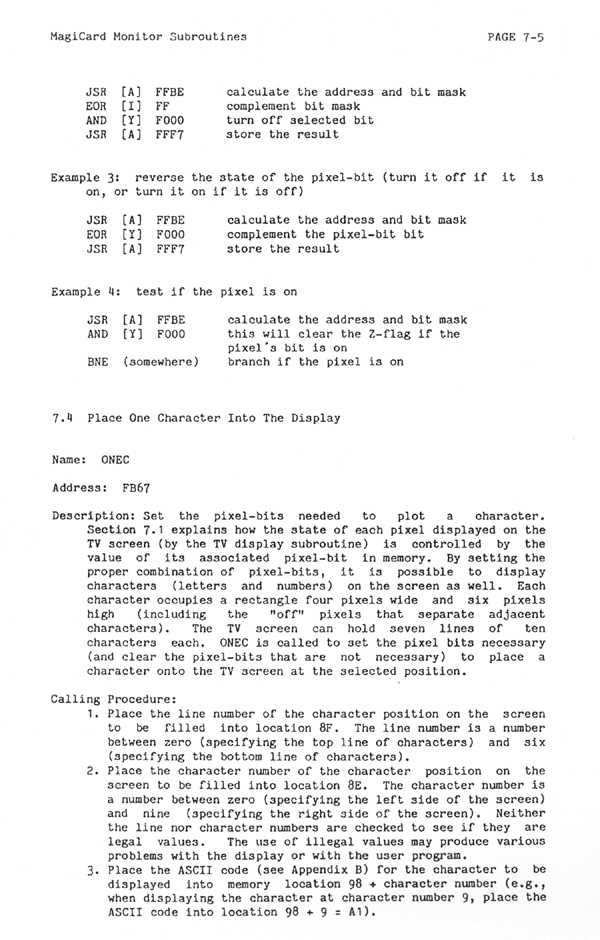 MagiCard Monitor Subroutines PAGE 7-5
JSR [A] FFBE calculate the address and bit mask
EOR [I] FF complement bit mask
AND [Y] F000 turn off selected bit
JSR [A] FFF7 store the result
Example 3: reverse the state of the pixel-bit (turn it off if it is
on, or turn it on if it is off)
JSR [A] FFBE calculate the address and bit mask
EOR [Y] F000 complement the pixel-bit bit
JSR [A] FFF7 store the result
Example 4: test if the pixel is on
JSR [A] FFBE calculate the address and bit mask
AND [Y] F000 this will clear the Z-flag if the
pixel's bit is on
BNE (somewhere) branch if the pixel is on
7.4 Place One Character Into The Display
Name: ONEC
Address: FB67
Description: Set the pixel-bits needed to plot a character.
Section 7.1 explains how the state of each pixel displayed on the
TV screen (by the TV display subroutine) is controlled by the
value of its associated pixel-bit in memory. By setting the
proper combination of pixel-bits, it is possible to display
characters (letters and numbers) on the screen as well. Each
character occupies a rectangle four pixels wide and six pixels
high (including the "off" pixels that separate adjacent
characters). The TV screen can hold seven lines of ten
characters each. ONEC is called to set the pixel bits necessary
(and clear the pixel-bits that are not necessary) to place a
character onto the TV screen at the selected position.
Calling Procedure:
1. Place the line number of the character position on the screen
to be filled into location 8F. The line number is a number
between zero (specifying the top line of characters) and six
(specifying the bottom line of characters).
2. Place the character number of the character position on the
screen to be filled into location 8E. The character number is
a number between zero (specifying the left side of the screen)
and nine (specifying the right side of the screen). Neither
the line nor character numbers are checked to see if they are
legal values. The use of illegal values may produce various
problems with the display or with the user program.
3. Place the ASCII code (see Appendix B) for the character to be
displayed into memory location 98 + character number (e.g.,
when displaying the character at character number 9, place the
ASCII code into location 98 + 9 = A1).